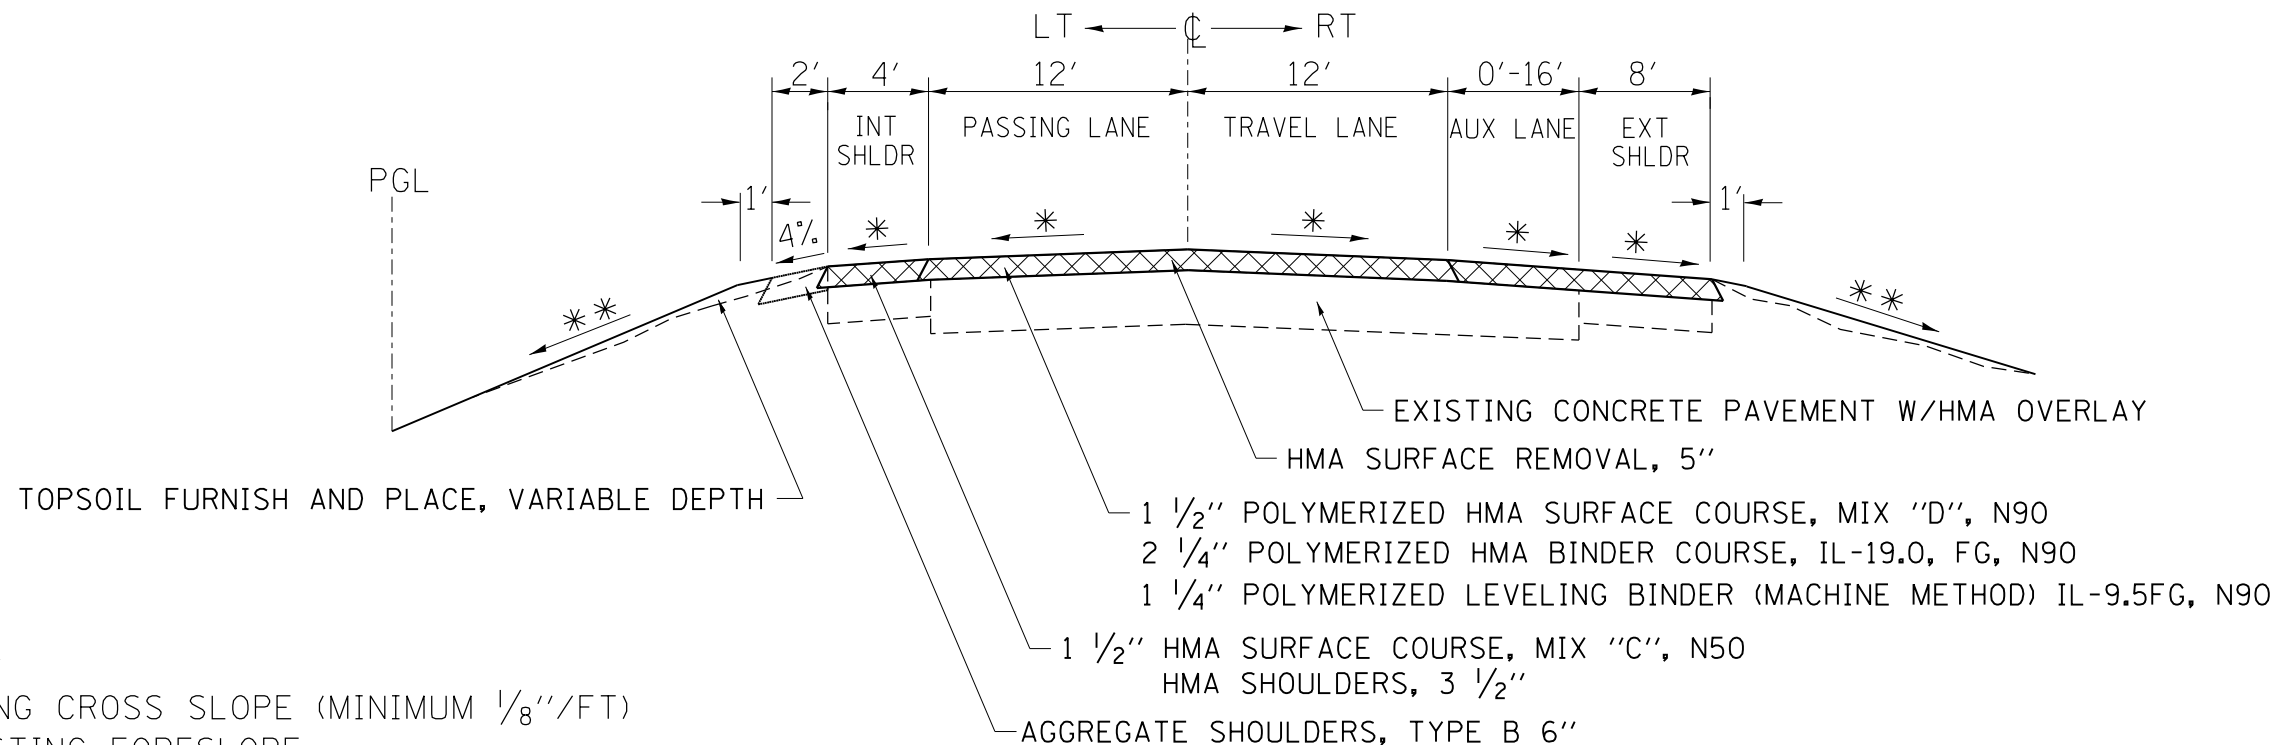 LT ℄ RT
2' 4' 12' 12' 0'-16' 8'
INT SHLDR
PASSING LANE
TRAVEL LANE
AUX LANE
EXT SHLDR
PGL
1'
4%
*
*
*
*
*
1'
**
**
EXISTING CONCRETE PAVEMENT W/HMA OVERLAY
HMA SURFACE REMOVAL, 5"
TOPSOIL FURNISH AND PLACE, VARIABLE DEPTH
1 1/2" POLYMERIZED HMA SURFACE COURSE, MIX "D", N90
2 1/4" POLYMERIZED HMA BINDER COURSE, IL-19.0, FG, N90
1 1/4" POLYMERIZED LEVELING BINDER (MACHINE METHOD) IL-9.5FG, N90
1 1/2" HMA SURFACE COURSE, MIX "C", N50
HMA SHOULDERS, 3 1/2"
NG CROSS SLOPE (MINIMUM 1/8"/FT)
AGGREGATE SHOULDERS, TYPE B 6"